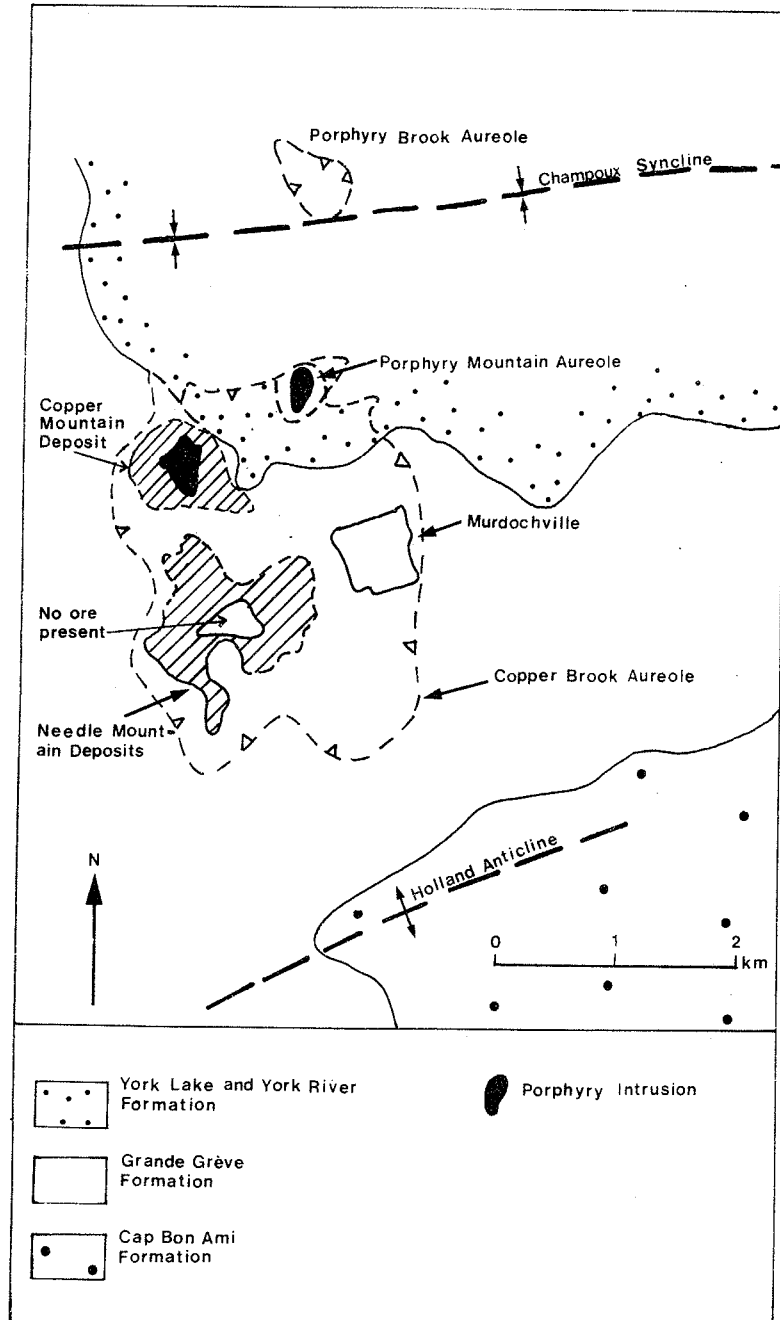 Porphyry Brook Aureole
Champoux Syncline
Porphyry Mountain Aureole
Copper
Mountain
Deposit
Murdochville
No ore
present
Copper Brook Aureole
Needle Mount-
ain Deposits
Holland Anticline
N
0 1 2
km
York Lake and York River
Formation
Porphyry Intrusion
Grande Grève
Formation
Cap Bon Ami
Formation